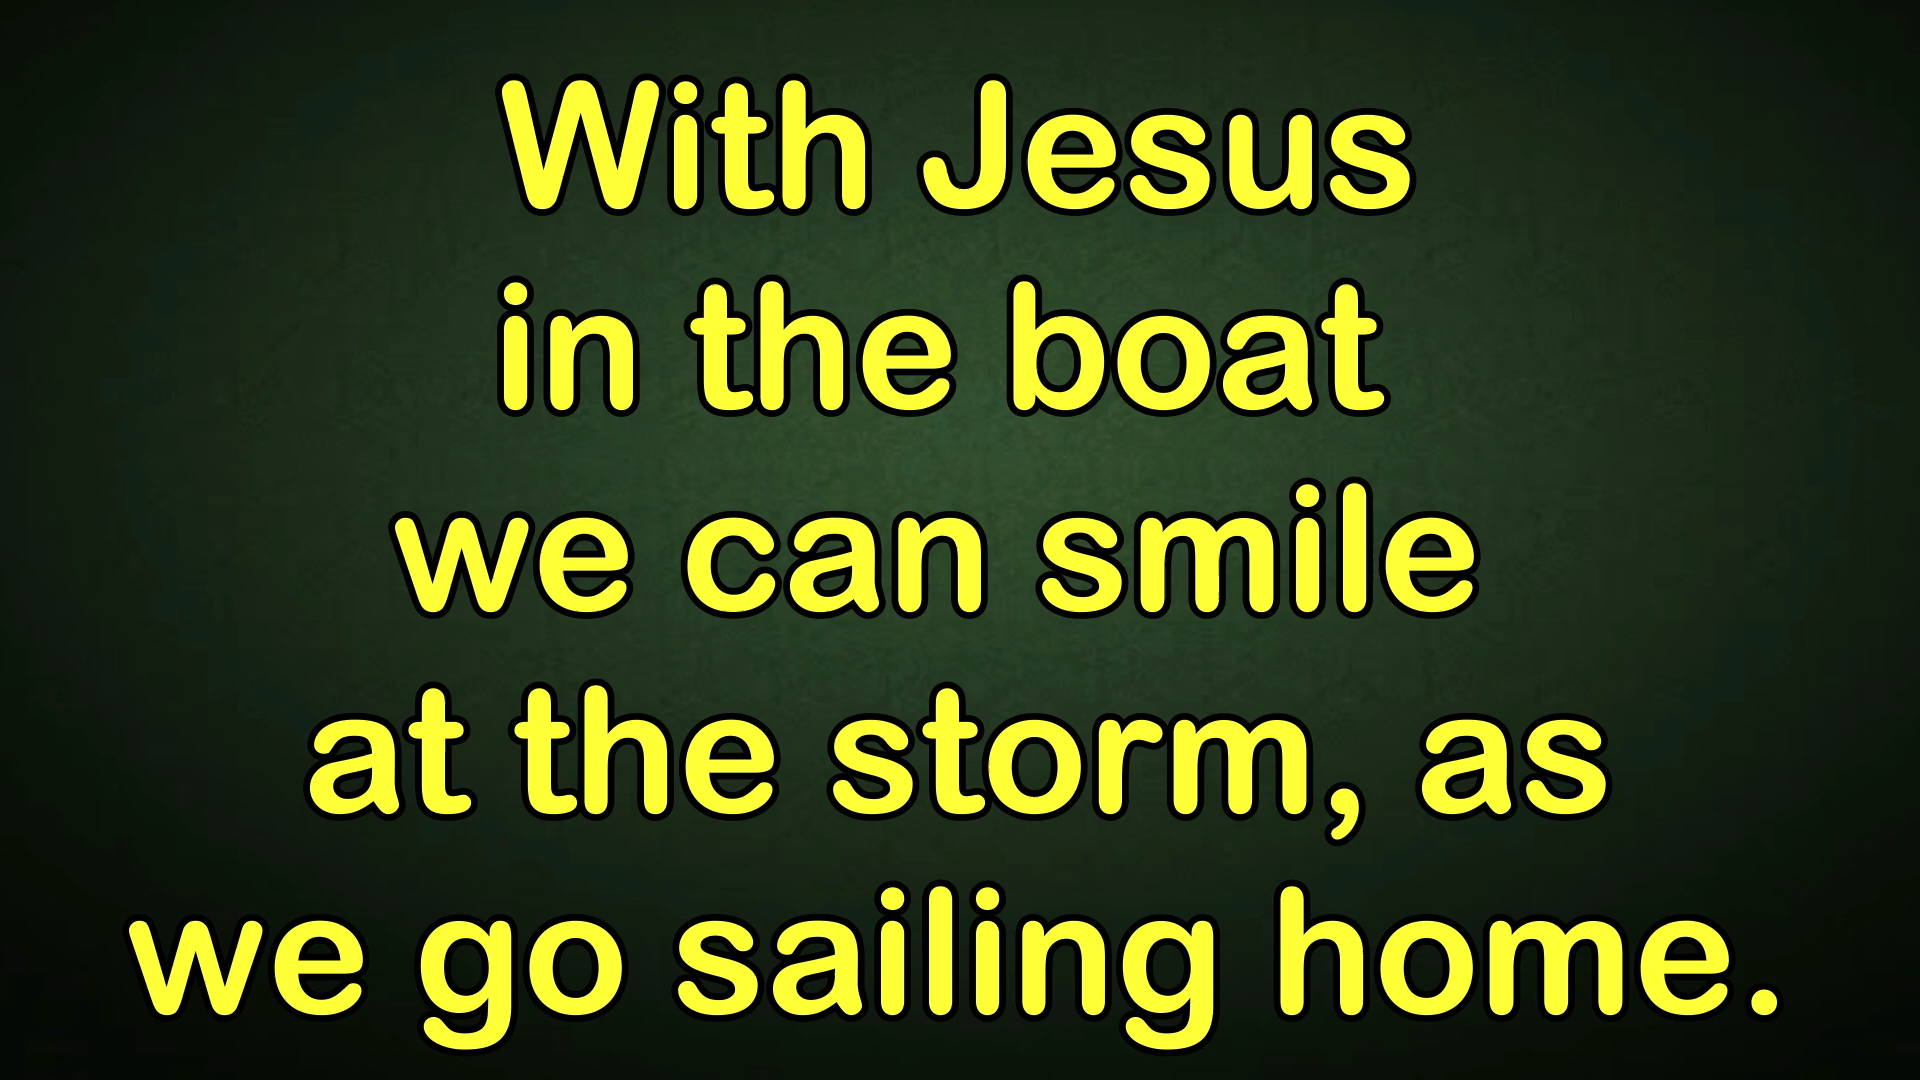 With Jesus
in the boat
we can smile
at the storm, as
we go sailing home.